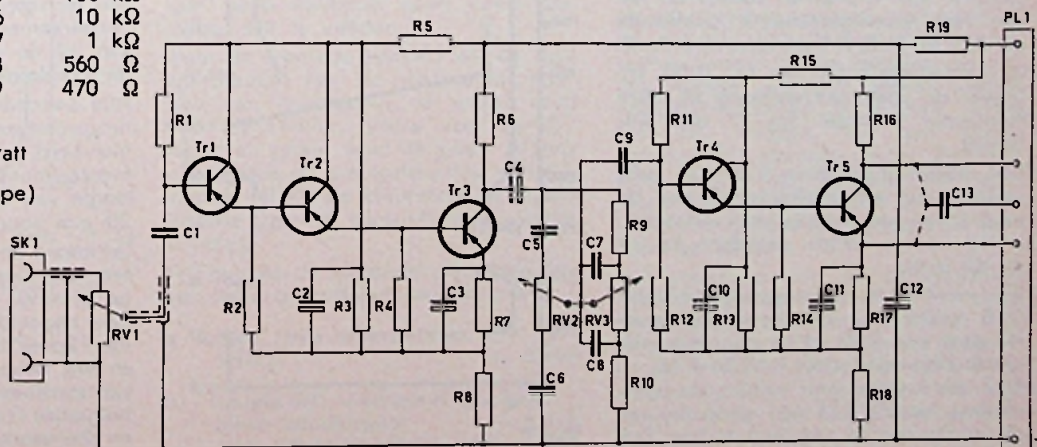 6 10 kΩ
7 1 kΩ
8 560 Ω
9 470 Ω
att
pe)
PL1
R5
R19
R15
R1
R6
R11
R16
Tr1
Tr2
Tr3
C4
C9
Tr4
Tr5
C13
C1
C5
R9
C7
SK1
RV1
R2
C2
R3
R4
C3
R7
RV2
RV3
R12
C10
R13
R14
C11
R17
C12
C8
R8
C6
R10
R18